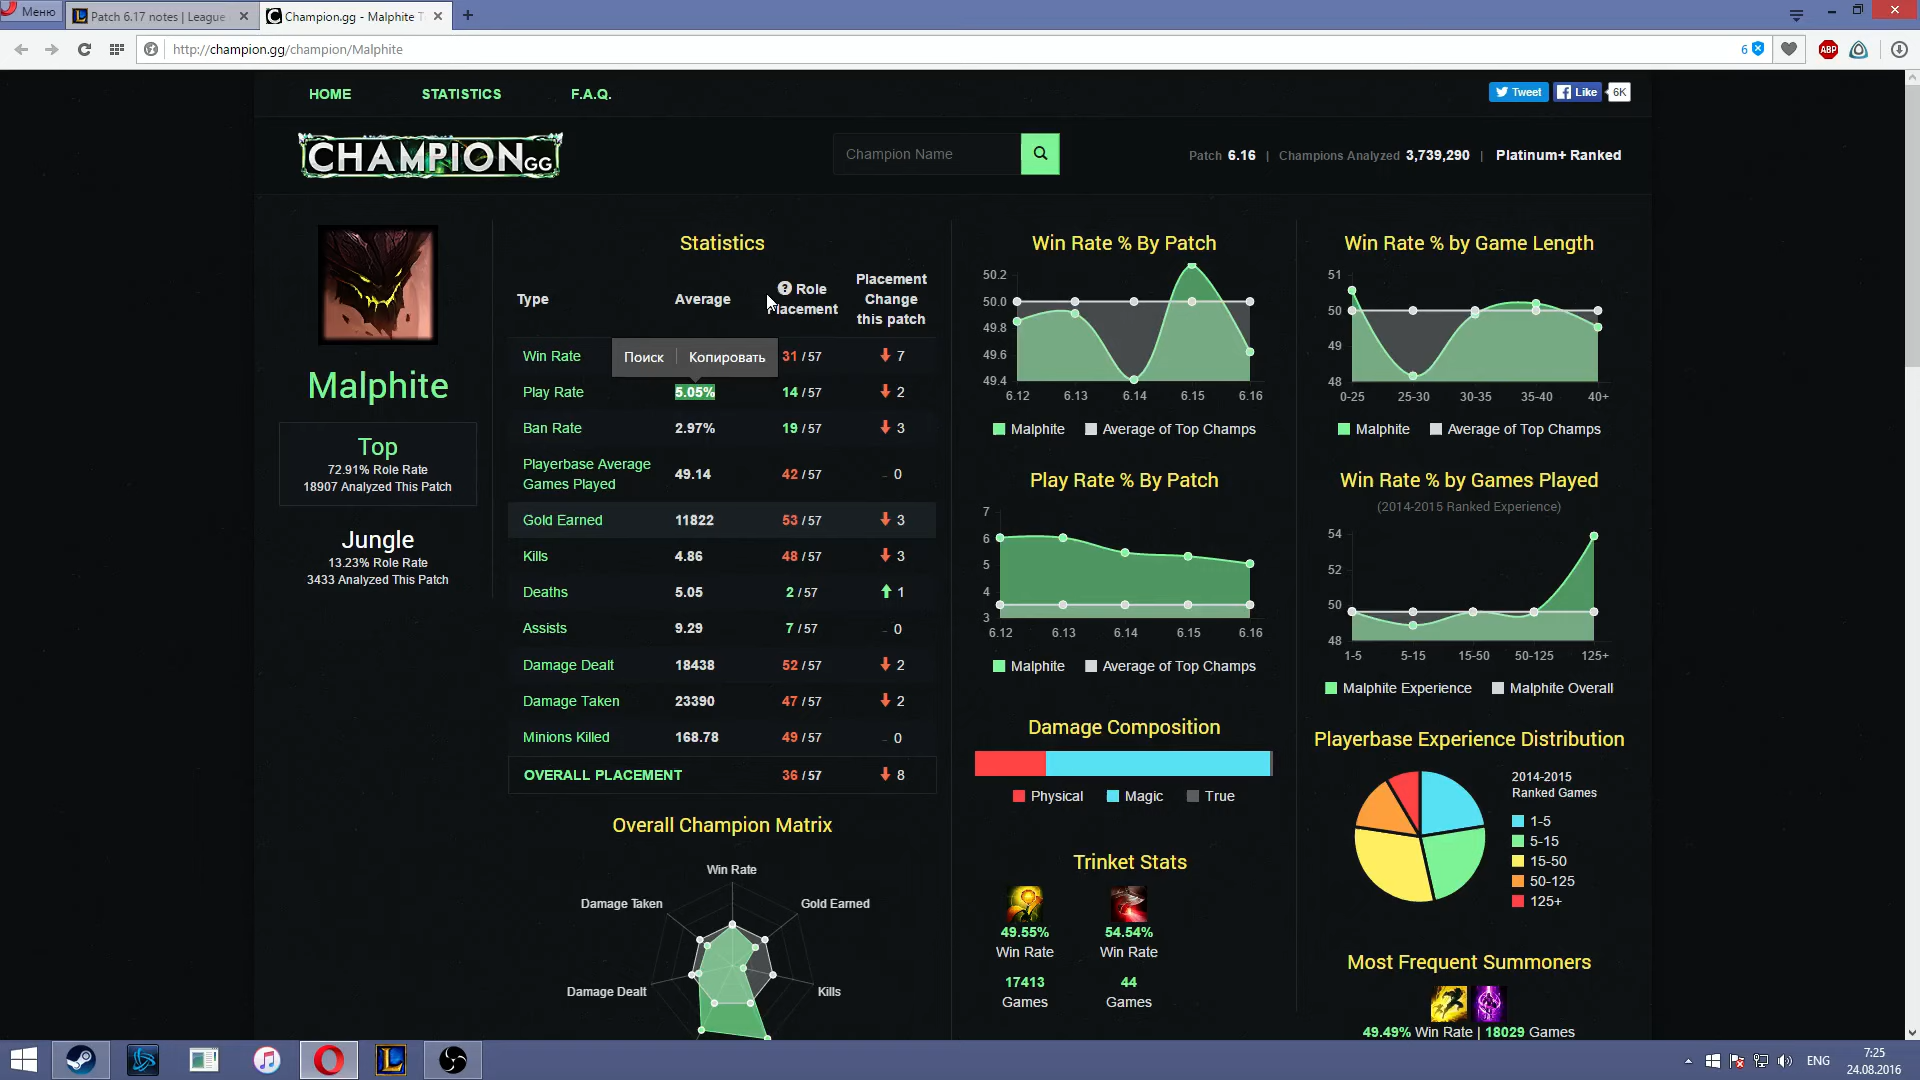 Меню
Patch 6.17 notes | League
Champion.gg - Malphite T
http://champion.gg/champion/Malphite
6
ABP
HOME
STATISTICS
F.A.Q.
Tweet
Like
6K
CHAMPION GG
Champion Name
Patch 6.16 | Champions Analyzed 3,739,290 | Platinum+ Ranked
Malphite
Top
72.91% Role Rate
18907 Analyzed This Patch
Jungle
13.23% Role Rate
3433 Analyzed This Patch
Statistics
Type
Average
Role
Placement
Placement
Change
this patch
Поиск
Копировать
Win Rate 31 / 57 7
Play Rate 5.05% 14 / 57 2
Ban Rate 2.97% 19 / 57 3
Playerbase Average
Games Played
49.14 42 / 57 - 0
Gold Earned 11822 53 / 57 3
Kills 4.86 48 / 57 3
Deaths 5.05 2 / 57 1
Assists 9.29 7 / 57 - 0
Damage Dealt 18438 52 / 57 2
Damage Taken 23390 47 / 57 2
Minions Killed 168.78 49 / 57 - 0
OVERALL PLACEMENT 36 / 57 8
Overall Champion Matrix
Win Rate
Damage Taken
Gold Earned
Damage Dealt
Kills
Win Rate % By Patch
50.2
50.0
49.8
49.6
49.4
6.12 6.13 6.14 6.15 6.16
Malphite Average of Top Champs
Play Rate % By Patch
7
6
5
4
3
6.12 6.13 6.14 6.15 6.16
Malphite Average of Top Champs
Damage Composition
Physical Magic True
Trinket Stats
49.55% 54.54%
Win Rate Win Rate
17413 44
Games Games
Win Rate % by Game Length
51
50
49
48
0-25 25-30 30-35 35-40 40+
Malphite Average of Top Champs
Win Rate % by Games Played
(2014-2015 Ranked Experience)
54
52
50
48
1-5 5-15 15-50 50-125 125+
Malphite Experience Malphite Overall
Playerbase Experience Distribution
2014-2015
Ranked Games
1-5
5-15
15-50
50-125
125+
Most Frequent Summoners
49.49% Win Rate | 18029 Games
ENG
7:25
24.08.2016